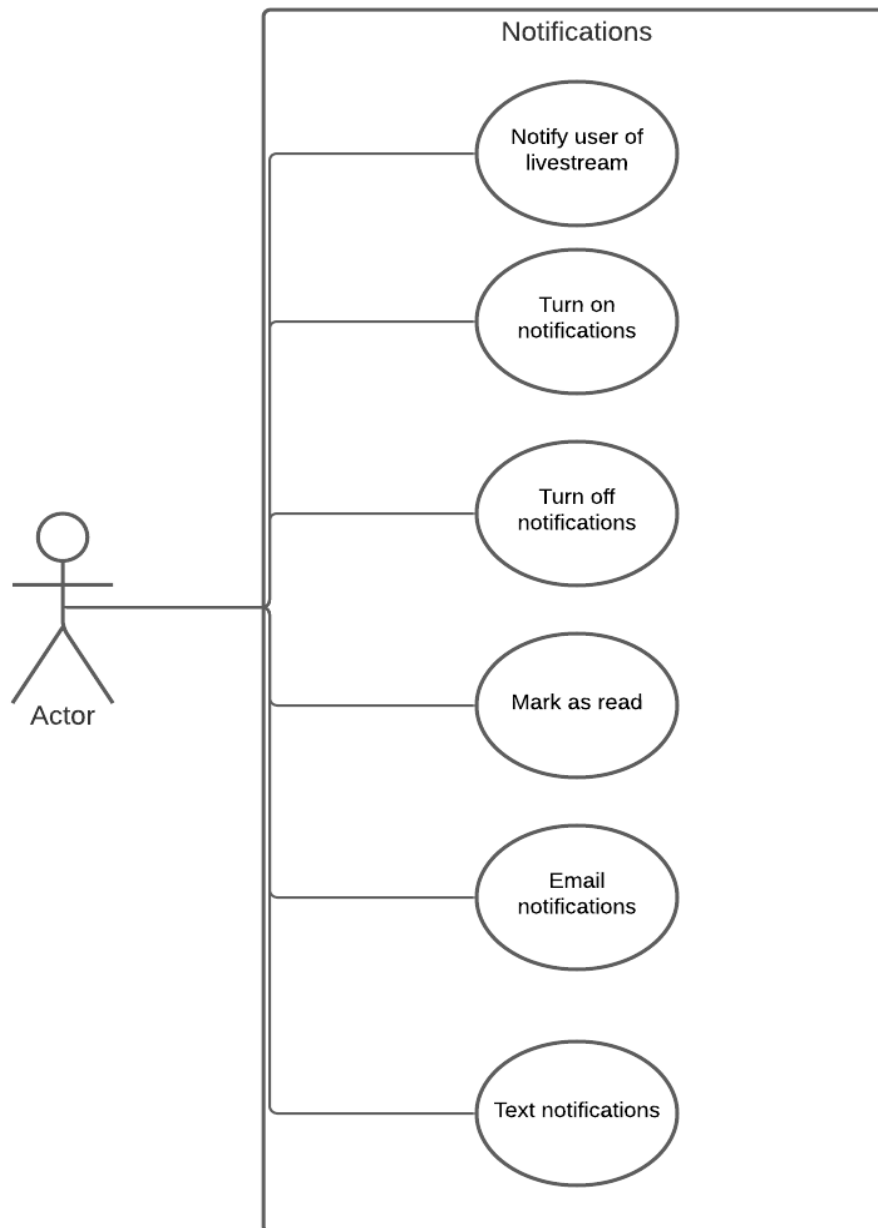 Notifications
Notify user of
livestream
Turn on
notifications
Turn off
notifications
Actor
Mark as read
Email
notifications
Text notifications